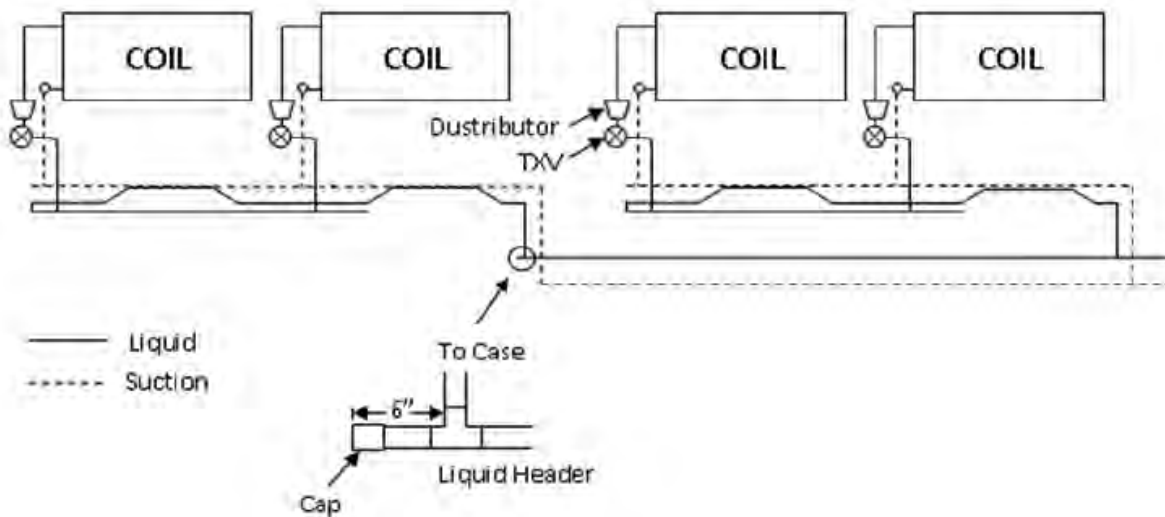 COIL
COIL
COIL
COIL
Dustributor
TXV
Liquid
Suction
To Case
6"
Liquid Header
Cap